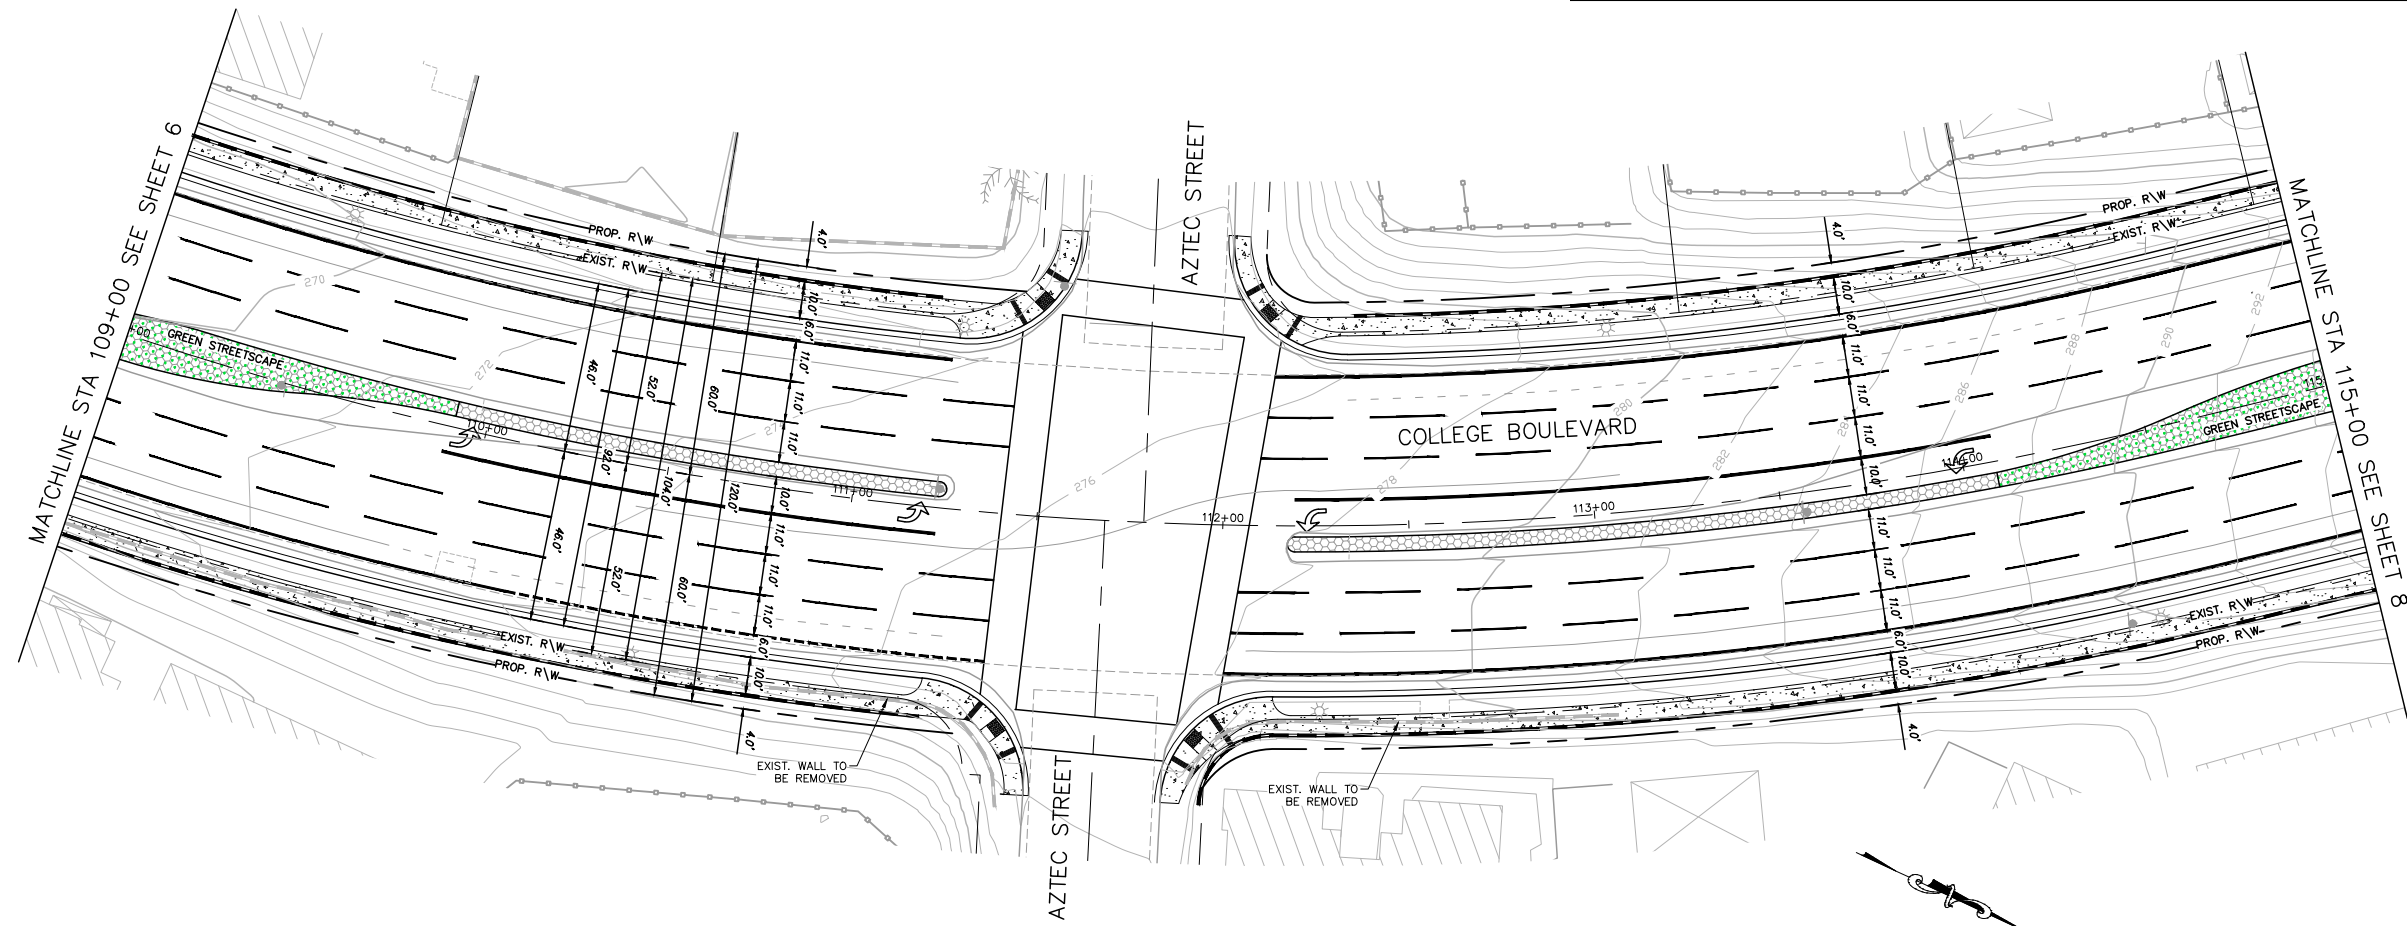 MATCHLINE STA 109+00 SEE SHEET 6
PROP. R\W
EXIST. R\W
AZTEC STREET
4.0'
10.0'
6.0'
11.0'
11.0'
11.0'
10.0'
11.0'
11.0'
11.0'
6.0'
10.0'
4.0'
46.0'
52.0'
60.0'
92.0'
104.0'
120.0'
46.0'
52.0'
60.0'
270
272
276
GREEN STREETSCAPE
110+00
111+00
112+00
EXIST. R\W
PROP. R\W
EXIST. WALL TO
BE REMOVED
AZTEC STREET
COLLEGE BOULEVARD
278
280
282
286
288
290
292
113+00
114+00
115
4.0'
10.0'
6.0'
11.0'
11.0'
11.0'
10.0'
11.0'
11.0'
11.0'
6.0'
10.0'
4.0'
PROP. R\W
EXIST. R\W
GREEN STREETSCAPE
EXIST. R\W
PROP. R\W
EXIST. WALL TO
BE REMOVED
MATCHLINE STA 115+00 SEE SHEET 8